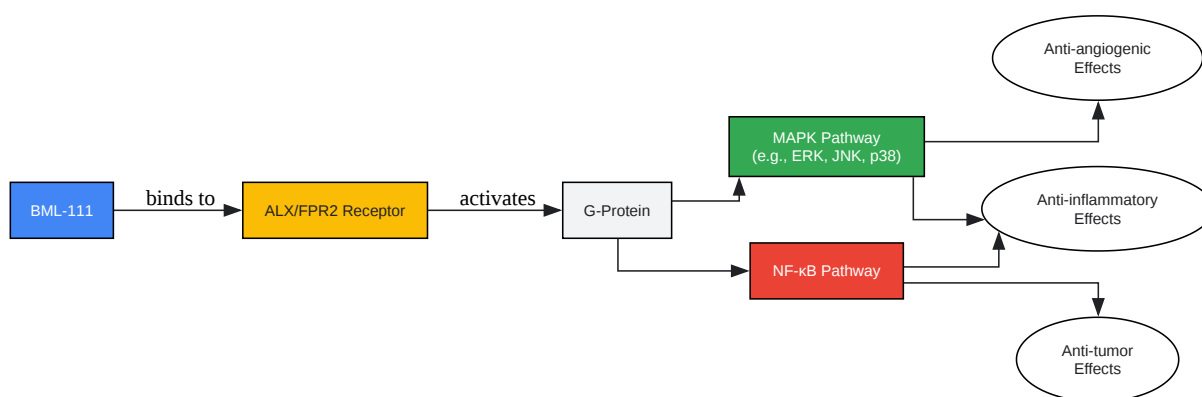 Anti-angiogenic
Effects
MAPK Pathway
(e.g., ERK, JNK, p38)
BML-111
binds to
ALX/FPR2 Receptor
activates
G-Protein
Anti-inflammatory
Effects
NF-κB Pathway
Anti-tumor
Effects